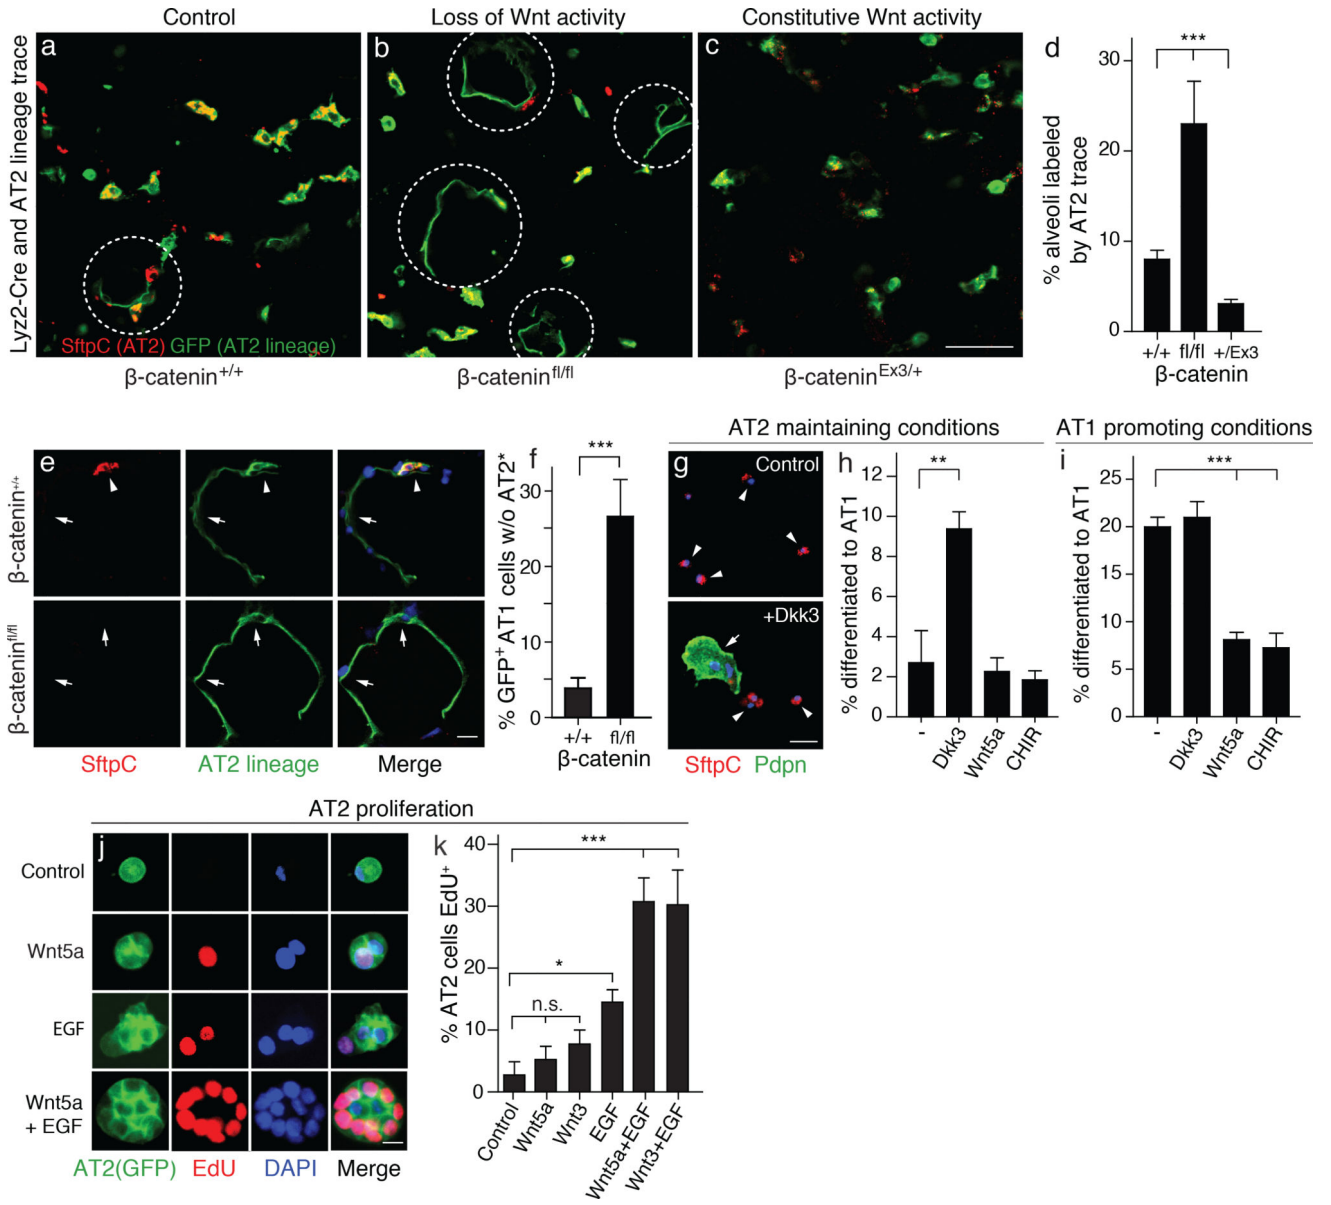 Control
Loss of Wnt activity
Constitutive Wnt activity
Lyz2-Cre and AT2 lineage trace
a
b
c
d
SftpC (AT2) GFP (AT2 lineage)
β-catenin+/+
β-cateninfl/fl
β-cateninEx3/+
% alveoli labeled
by AT2 trace
30
20
10
0
***
+/+ fl/fl +/Ex3
β-catenin
e
β-catenin+/+
β-cateninfl/fl
SftpC
AT2 lineage
Merge
f
% GFP+ AT1 cells w/o AT2*
30
20
10
0
***
+/+ fl/fl
β-catenin
AT2 maintaining conditions
g
Control
+Dkk3
SftpC Pdpn
h
% differentiated to AT1
12
10
8
6
4
2
0
**
-
Dkk3
Wnt5a
CHIR
AT1 promoting conditions
i
% differentiated to AT1
25
20
15
10
5
0
***
-
Dkk3
Wnt5a
CHIR
AT2 proliferation
j
Control
Wnt5a
EGF
Wnt5a
+ EGF
AT2(GFP)
EdU
DAPI
Merge
k
% AT2 cells EdU+
40
30
20
10
0
***
*
n.s.
Control
Wnt5a
Wnt3
EGF
Wnt5a+EGF
Wnt3+EGF